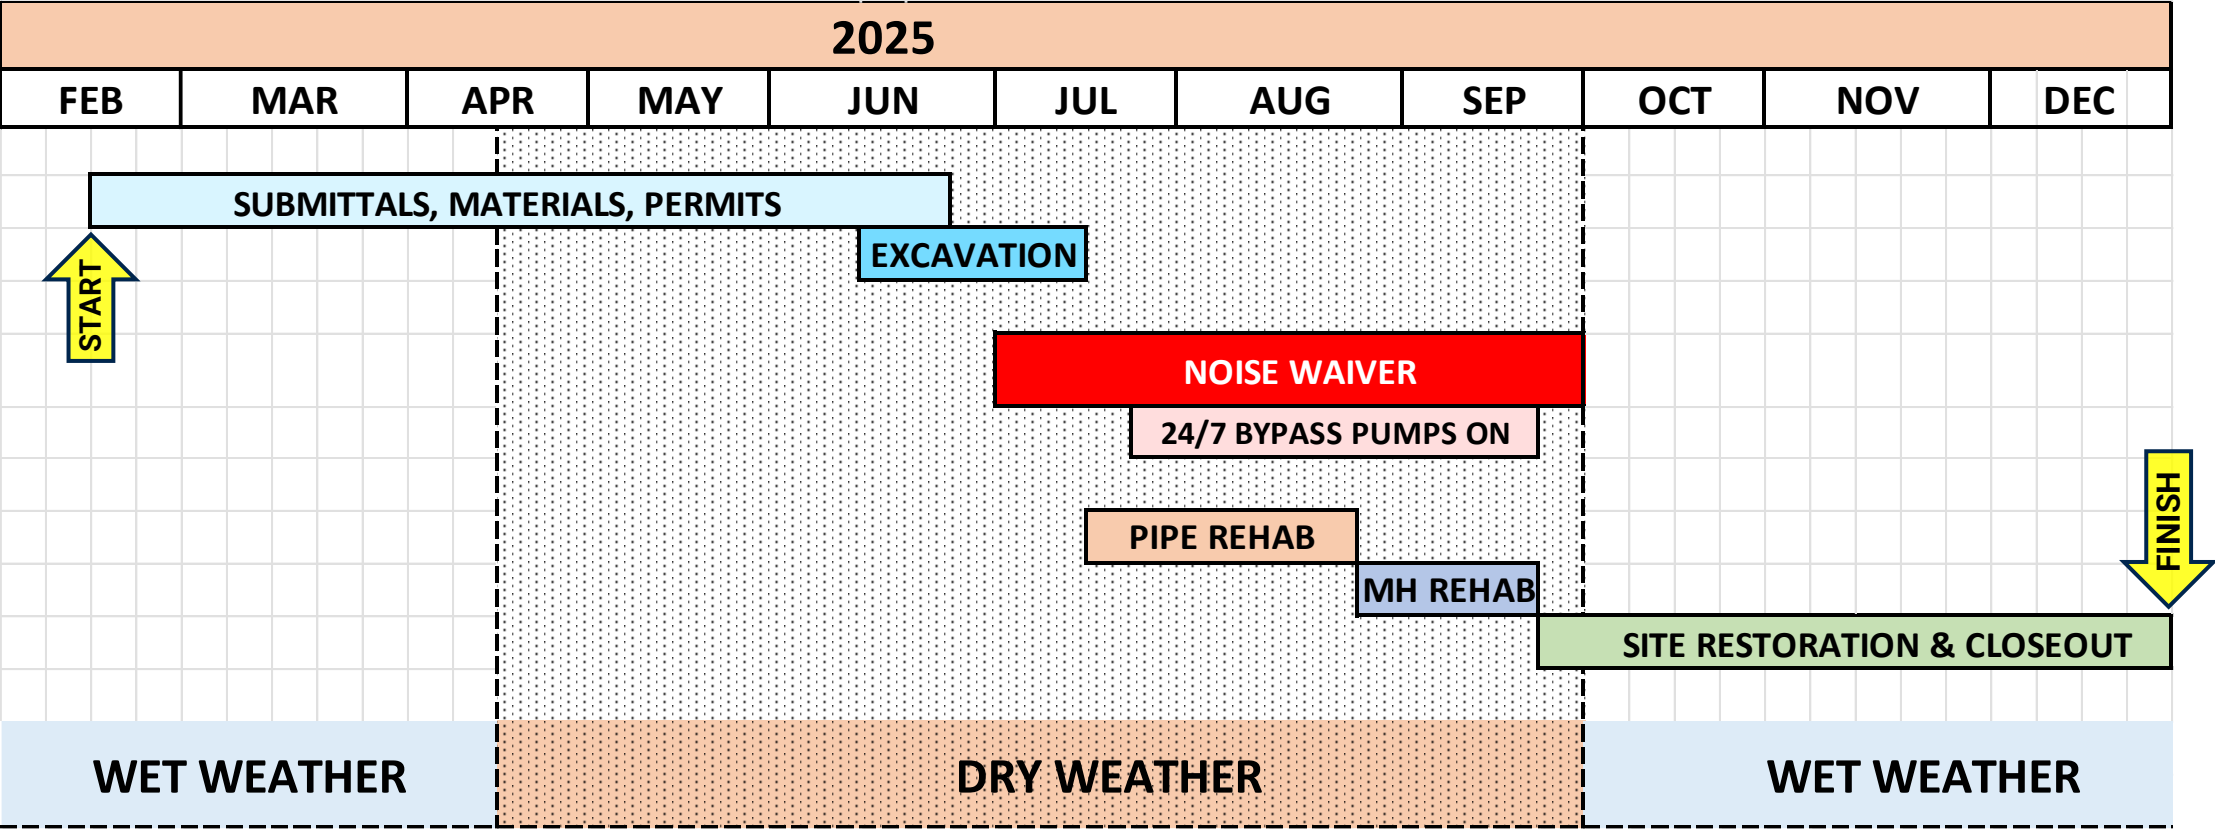 2025
FEB MAR APR MAY JUN JUL AUG SEP OCT NOV DEC
SUBMITTALS, MATERIALS, PERMITS
EXCAVATION
START
NOISE WAIVER
24/7 BYPASS PUMPS ON
FINISH
PIPE REHAB
MH REHAB
SITE RESTORATION & CLOSEOUT
WET WEATHER DRY WEATHER WET WEATHER